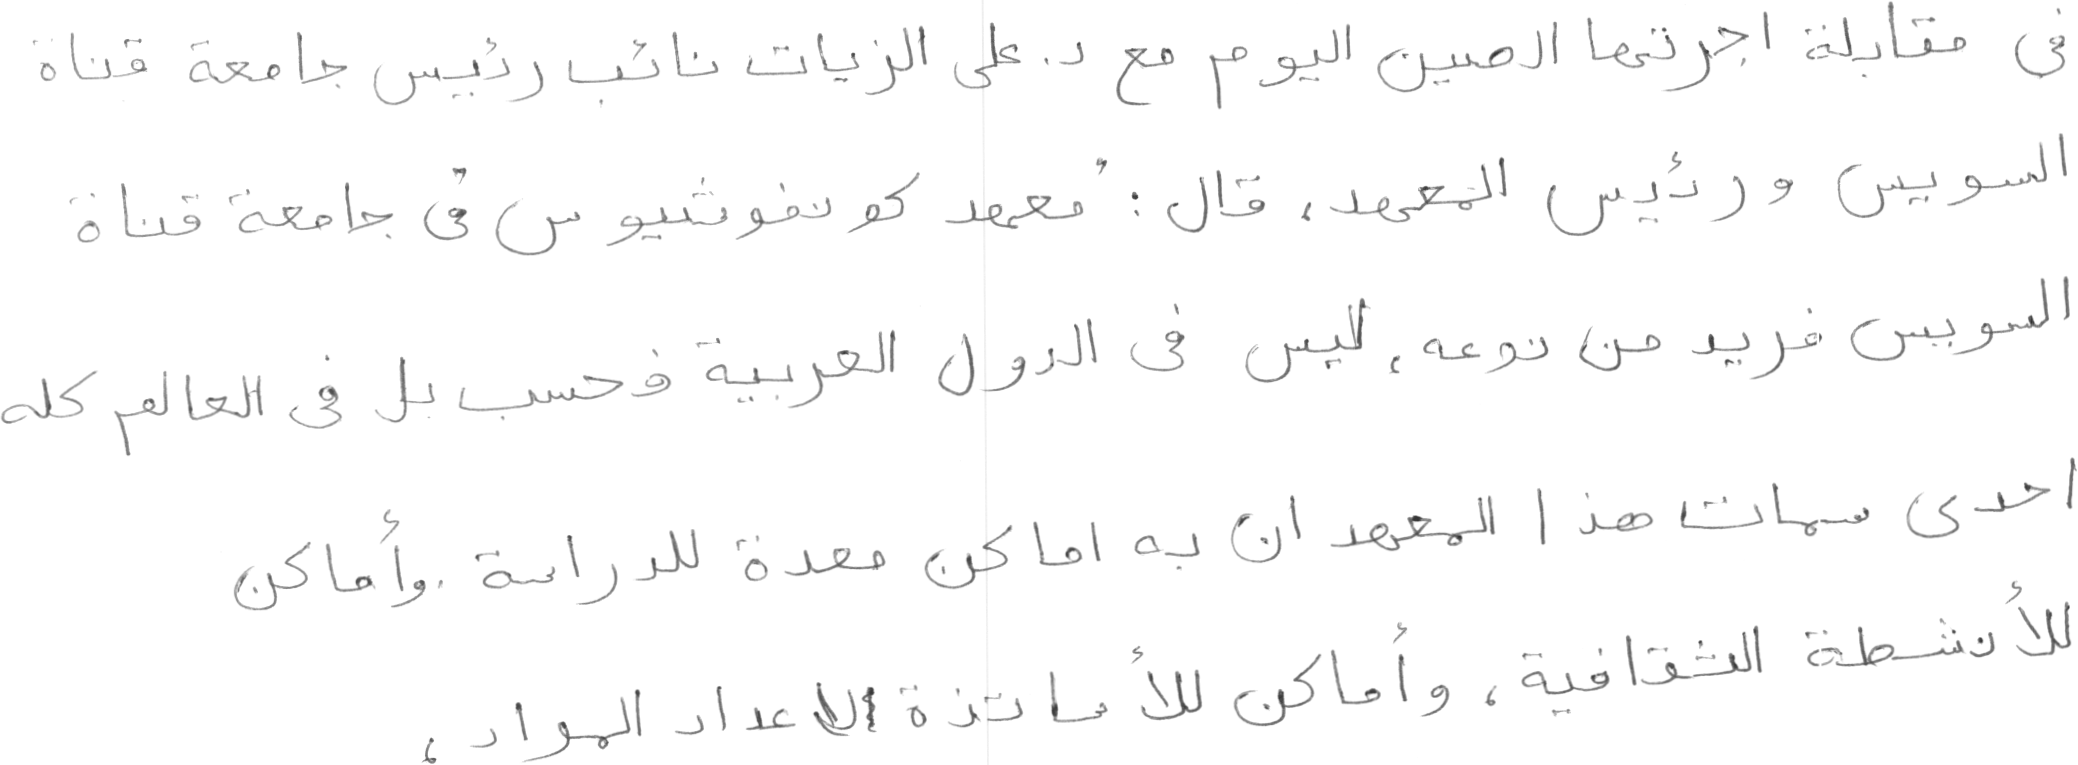 فى مقابلة اجرتها الصين اليوم مع د. على الزيات نائب رئيس جامعة قناة
السويس ورئيس المعهد، قال: "معهد كونفوشيوس فى جامعة قناة
السويس فريد من نوعه، ليس فى الدول العربية فحسب بل فى العالم كله
احدى سمات هذا المعهد ان به اماكن معدة للدراسة، وأماكن
للأنشطة الثقافية، وأماكن للأساتذة لإعداد المواد،